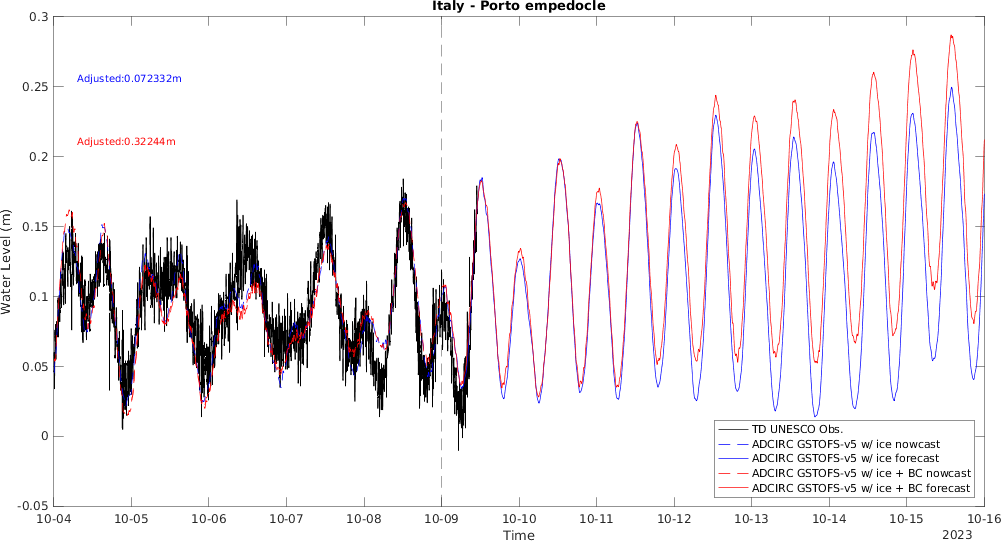 Italy - Porto empedocle
0.3
0.25
0.2
0.15
0.1
0.05
0
-0.05
Water Level (m)
Adjusted:0.072332m
Adjusted:0.32244m
TD UNESCO Obs.
ADCIRC GSTOFS-v5 w/ ice nowcast
ADCIRC GSTOFS-v5 w/ ice forecast
ADCIRC GSTOFS-v5 w/ ice + BC nowcast
ADCIRC GSTOFS-v5 w/ ice + BC forecast
10-04 10-05 10-06 10-07 10-08 10-09 10-10 10-11 10-12 10-13 10-14 10-15 10-16
Time
2023